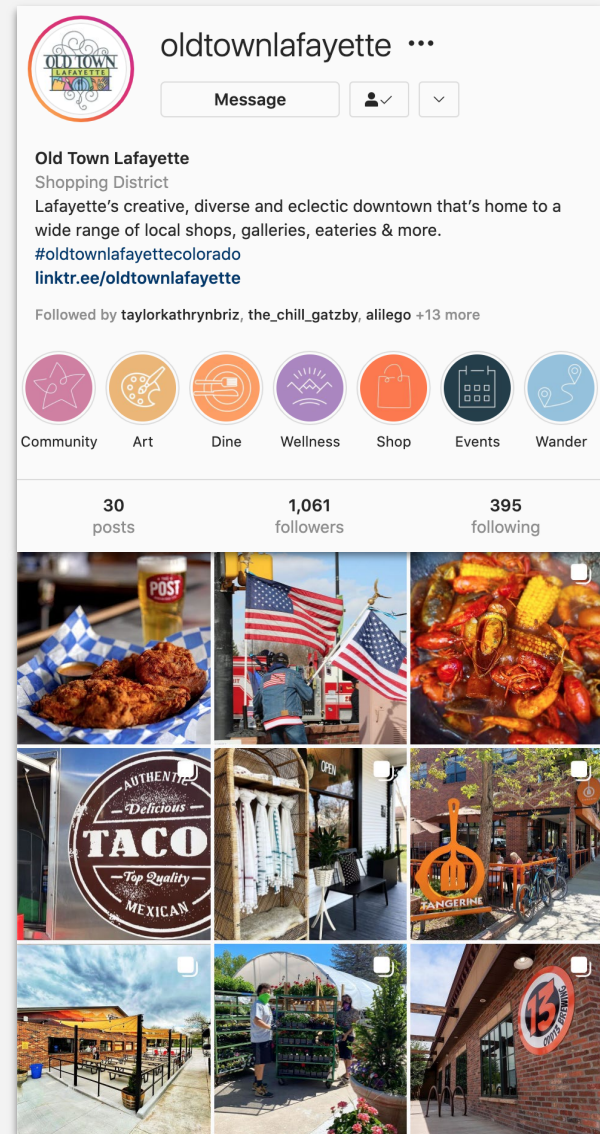 OLD TOWN
LAFAYETTE
oldtownlafayette •••
Message
Old Town Lafayette
Shopping District
Lafayette’s creative, diverse and eclectic downtown that’s home to a
wide range of local shops, galleries, eateries & more.
#oldtownlafayettecolorado
linktr.ee/oldtownlafayette
Followed by taylorkathrynbriz, the_chill_gatzby, alilego +13 more
Community Art Dine Wellness Shop Events Wander
30 1,061 395
posts followers following
THE
POST
AUTHENTIC
Delicious
TACO
Top Quality
MEXICAN
OPEN
TANGERINE
13
ODDYS BREWING